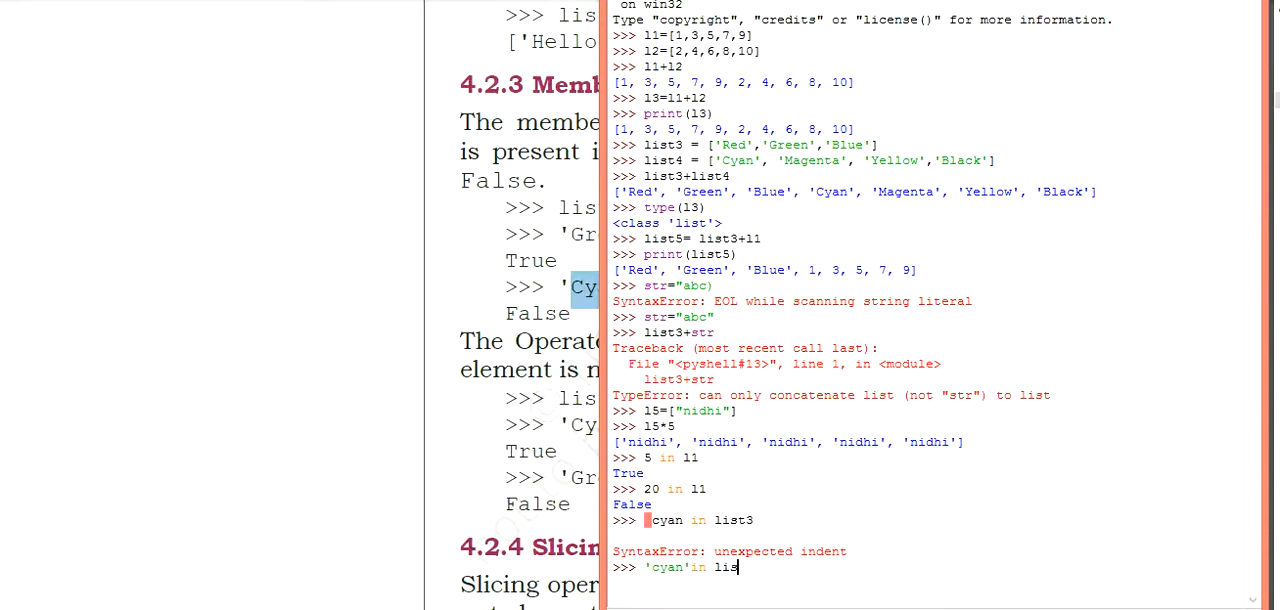 >>> lis
['Hello
4.2.3 Memb
The membe
is present i
False.
>>> lis
>>> 'Gr
True
>>> 'Cy
False
The Operato
element is n
>>> lis
>>> 'Cy
True
>>> 'Gr
False
4.2.4 Slicin
Slicing oper
on win32
Type "copyright", "credits" or "license()" for more information.
>>> l1=[1,3,5,7,9]
>>> l2=[2,4,6,8,10]
>>> l1+l2
[1, 3, 5, 7, 9, 2, 4, 6, 8, 10]
>>> l3=l1+l2
>>> print(l3)
[1, 3, 5, 7, 9, 2, 4, 6, 8, 10]
>>> list3 = ['Red','Green','Blue']
>>> list4 = ['Cyan', 'Magenta', 'Yellow','Black']
>>> list3+list4
['Red', 'Green', 'Blue', 'Cyan', 'Magenta', 'Yellow', 'Black']
>>> type(l3)
<class 'list'>
>>> list5= list3+l1
>>> print(list5)
['Red', 'Green', 'Blue', 1, 3, 5, 7, 9]
>>> str="abc)
SyntaxError: EOL while scanning string literal
>>> str="abc"
>>> list3+str
Traceback (most recent call last):
File "<pyshell#13>", line 1, in <module>
list3+str
TypeError: can only concatenate list (not "str") to list
>>> l5=["nidhi"]
>>> l5*5
['nidhi', 'nidhi', 'nidhi', 'nidhi', 'nidhi']
>>> 5 in l1
True
>>> 20 in l1
False
>>> cyan in list3
SyntaxError: unexpected indent
>>> 'cyan'in lis